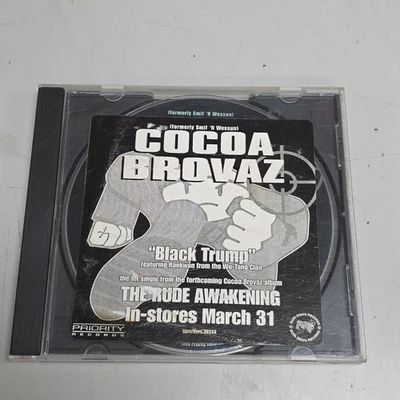 (formerly Smif 'N Wessun)
(formerly Smif 'N Wessun)
COCOA
BROVAZ
"Black Trump"
featuring Raekwon from the Wu-Tang Clan
the 1st single from the forthcoming Cocoa Brovaz album
THE RUDE AWAKENING
In-stores March 31
PRIORITY
RECORDS